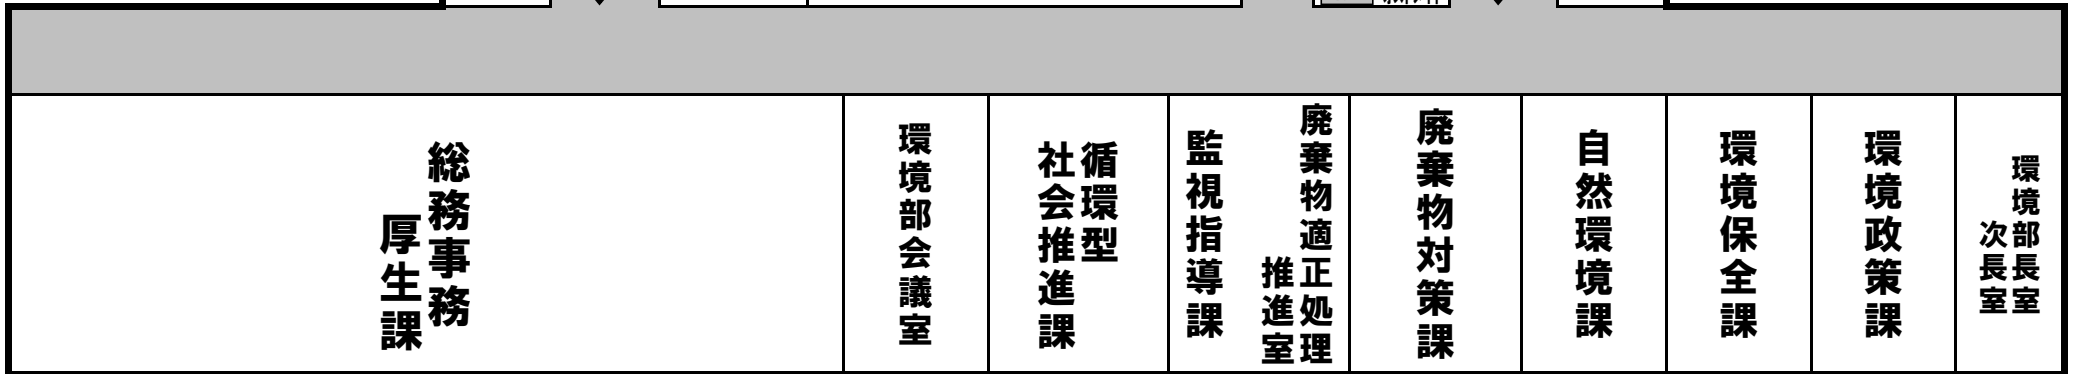 環境部長室
次長室
環境政策課
環境保全課
自然環境課
廃棄物対策課
廃棄物適正処理
推進室
監視指導課
循環型
社会推進課
環境部会議室
総務事務
厚生課